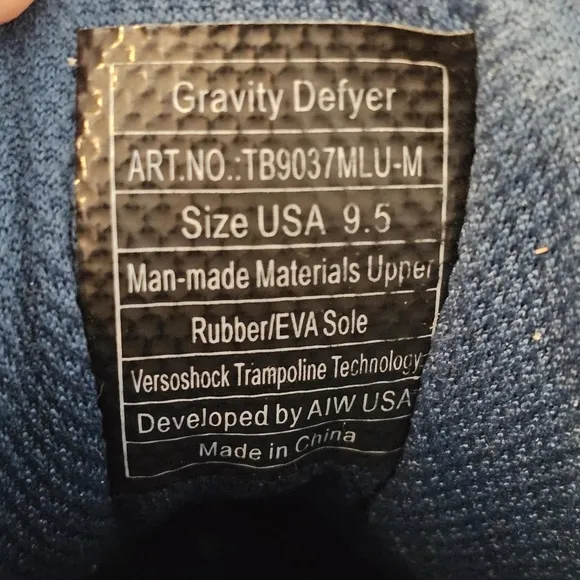 Gravity Defyer
ART.NO.:TB9037MLU-M
Size USA 9.5
Man-made Materials Upper
Rubber/EVA Sole
Versoshock Trampoline Technology
Developed by AIW USA
Made in China